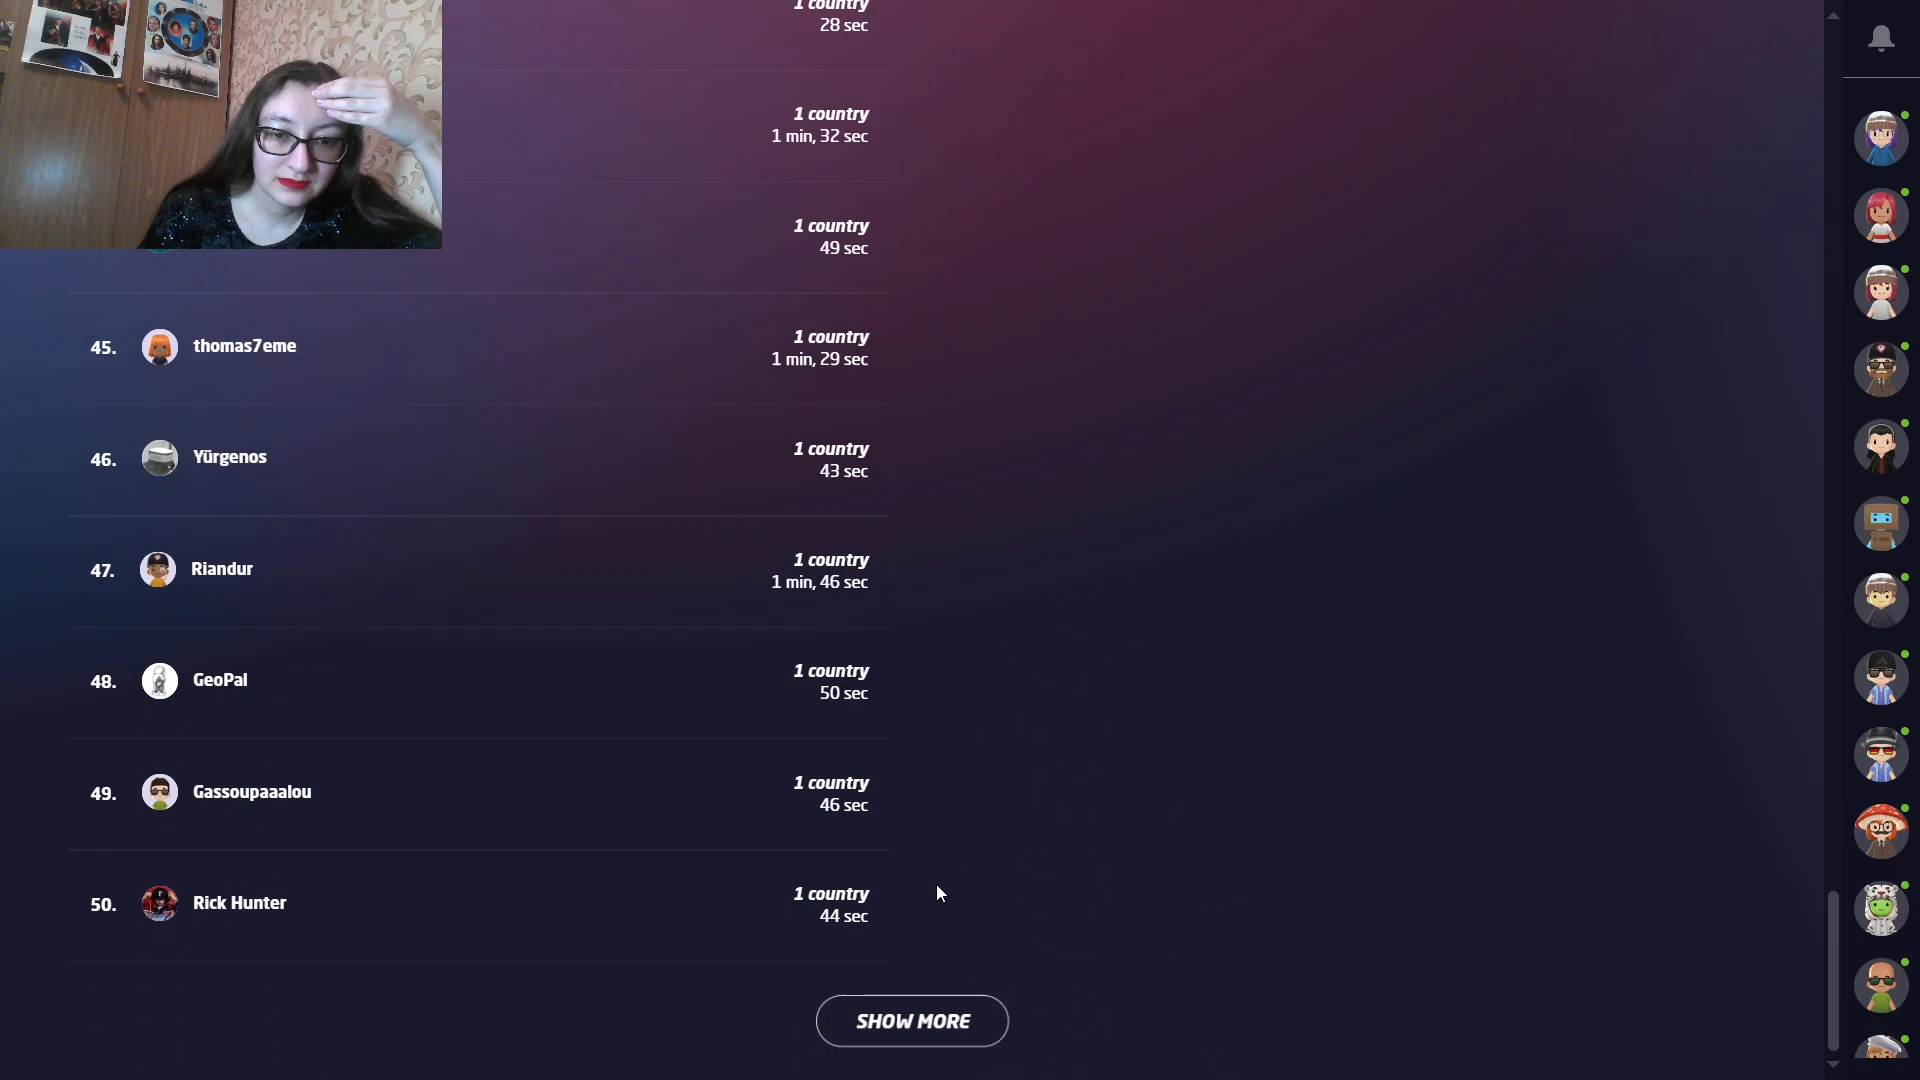 1 country
28 sec
1 country
1 min, 32 sec
1 country
49 sec
45. thomas7eme 1 country
1 min, 29 sec
46. Yürgenos 1 country
43 sec
47. Riandur 1 country
1 min, 46 sec
48. GeoPal 1 country
50 sec
49. Gassoupaaalou 1 country
46 sec
50. Rick Hunter 1 country
44 sec
SHOW MORE